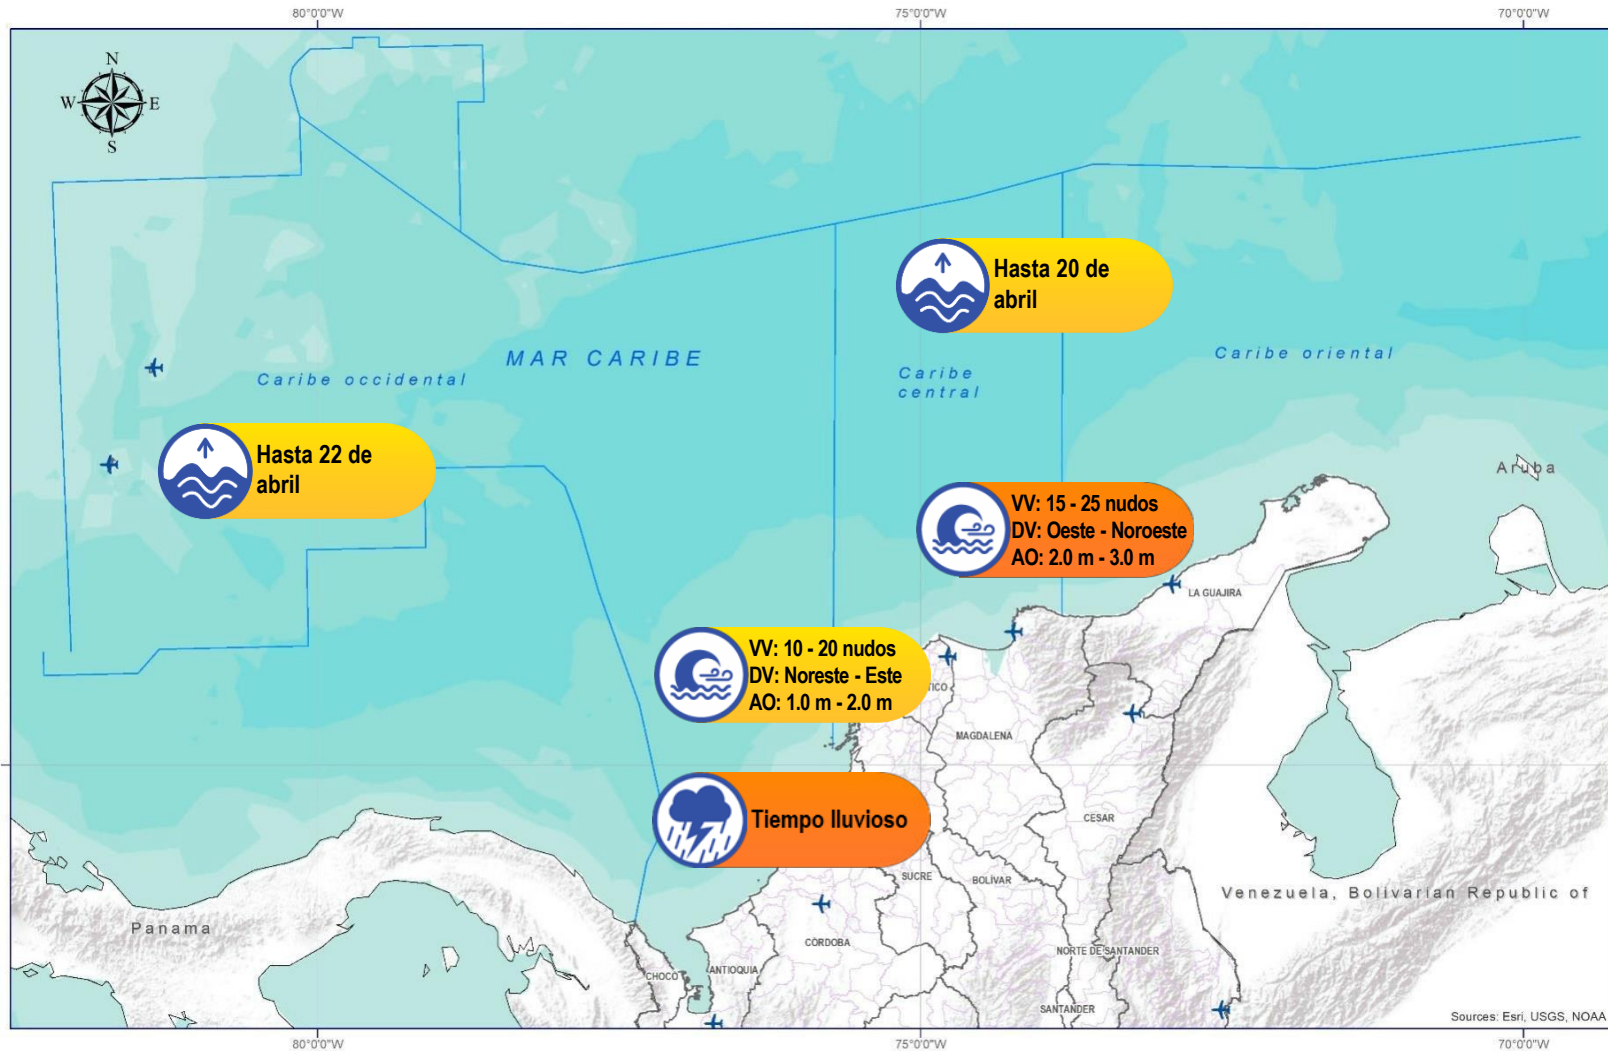 80°0'0"W
75°0'0"W
70°0'0"W
N
W
E
S
Hasta 20 de
abril
MAR CARIBE
Caribe occidental
Caribe
central
Caribe oriental
Hasta 22 de
abril
Aruba
VV: 15 - 25 nudos
DV: Oeste - Noroeste
AO: 2.0 m - 3.0 m
LA GUAJIRA
VV: 10 - 20 nudos
DV: Noreste - Este
AO: 1.0 m - 2.0 m
TICO
MAGDALENA
Tiempo lluvioso
CESAR
SUCRE
BOLÍVAR
Venezuela, Bolivarian Republic of
Panama
CÓRDOBA
NORTE DE SANTANDER
CHOCÓ
ANTIOQUIA
SANTANDER
Sources: Esri, USGS, NOAA
80°0'0"W
75°0'0"W
70°0'0"W